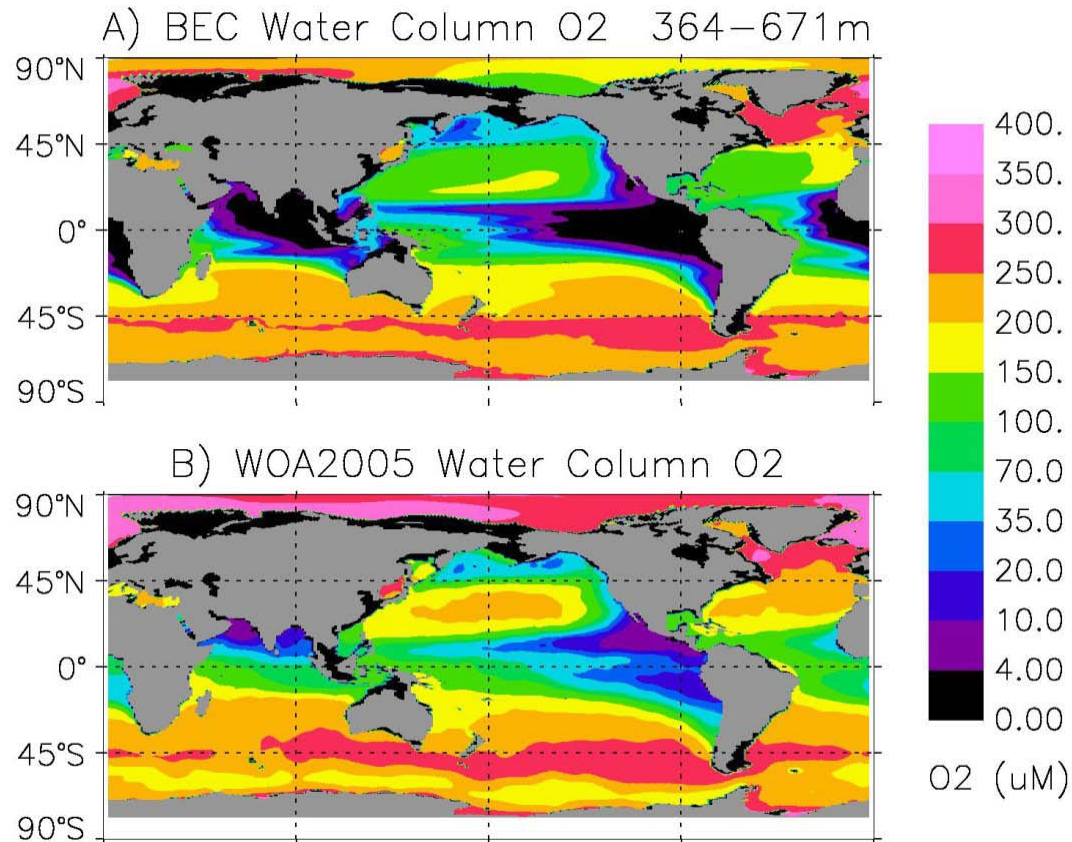 A) BEC Water Column O2 364–671m
90°N
45°N
0°
45°S
90°S
B) WOA2005 Water Column O2
90°N
45°N
0°
45°S
90°S
400.
350.
300.
250.
200.
150.
100.
70.0
35.0
20.0
10.0
4.00
0.00
O2 (uM)